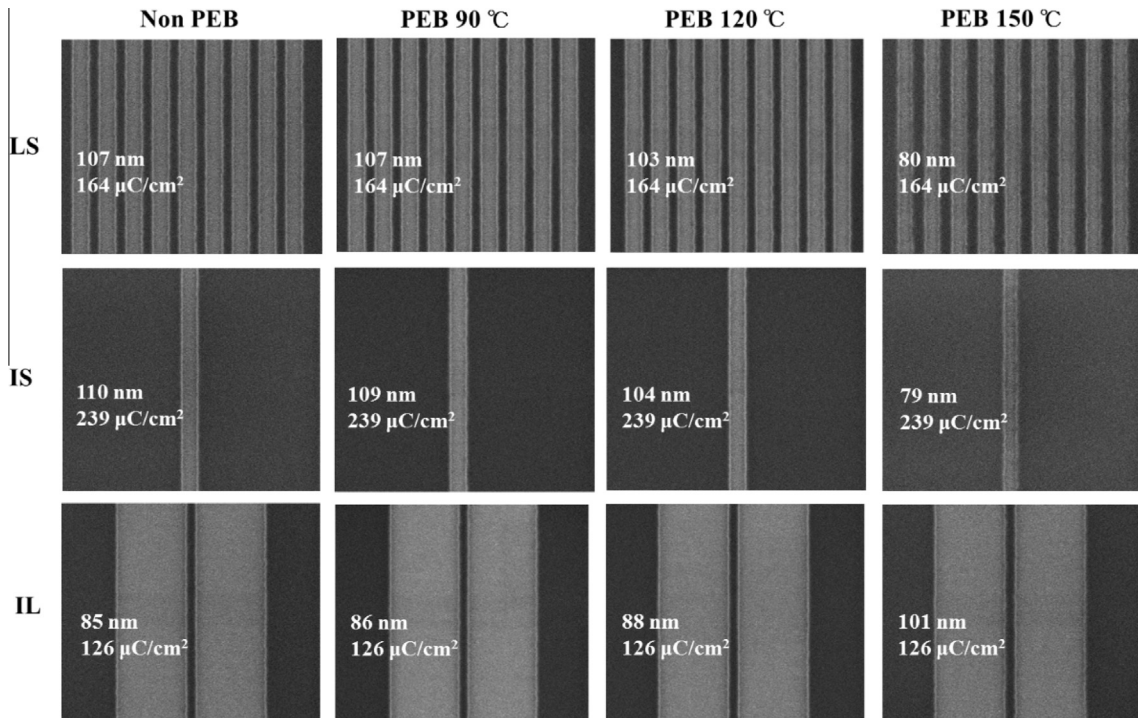 Non PEB
PEB 90 ℃
PEB 120 ℃
PEB 150 ℃
LS
107 nm
164 μC/cm²
107 nm
164 μC/cm²
103 nm
164 μC/cm²
80 nm
164 μC/cm²
IS
110 nm
239 μC/cm²
109 nm
239 μC/cm²
104 nm
239 μC/cm²
79 nm
239 μC/cm²
IL
85 nm
126 μC/cm²
86 nm
126 μC/cm²
88 nm
126 μC/cm²
101 nm
126 μC/cm²